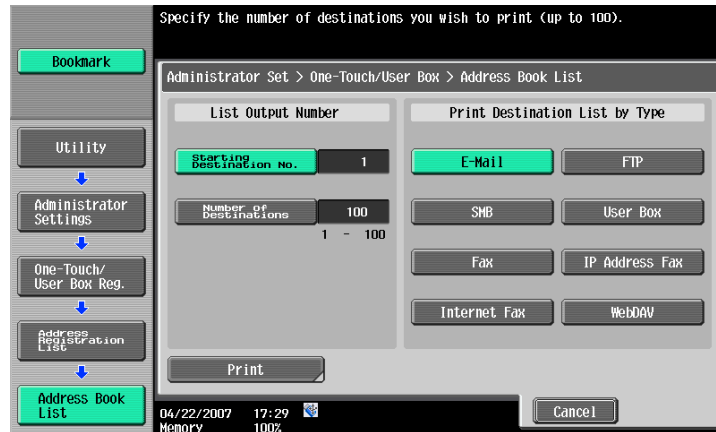 Specify the number of destinations you wish to print (up to 100).
Bookmark
Administrator Set > One-Touch/User Box > Address Book List
List Output Number
Print Destination List by Type
Utility
Administrator
Settings
One-Touch/
User Box Reg.
Address
Registration
List
Address Book
List
Starting
Destination No.
1
Number of
Destinations
100
1 - 100
E-Mail
FTP
SMB
User Box
Fax
IP Address Fax
Internet Fax
WebDAV
Print
04/22/2007 17:29
Memory 100%
Cancel